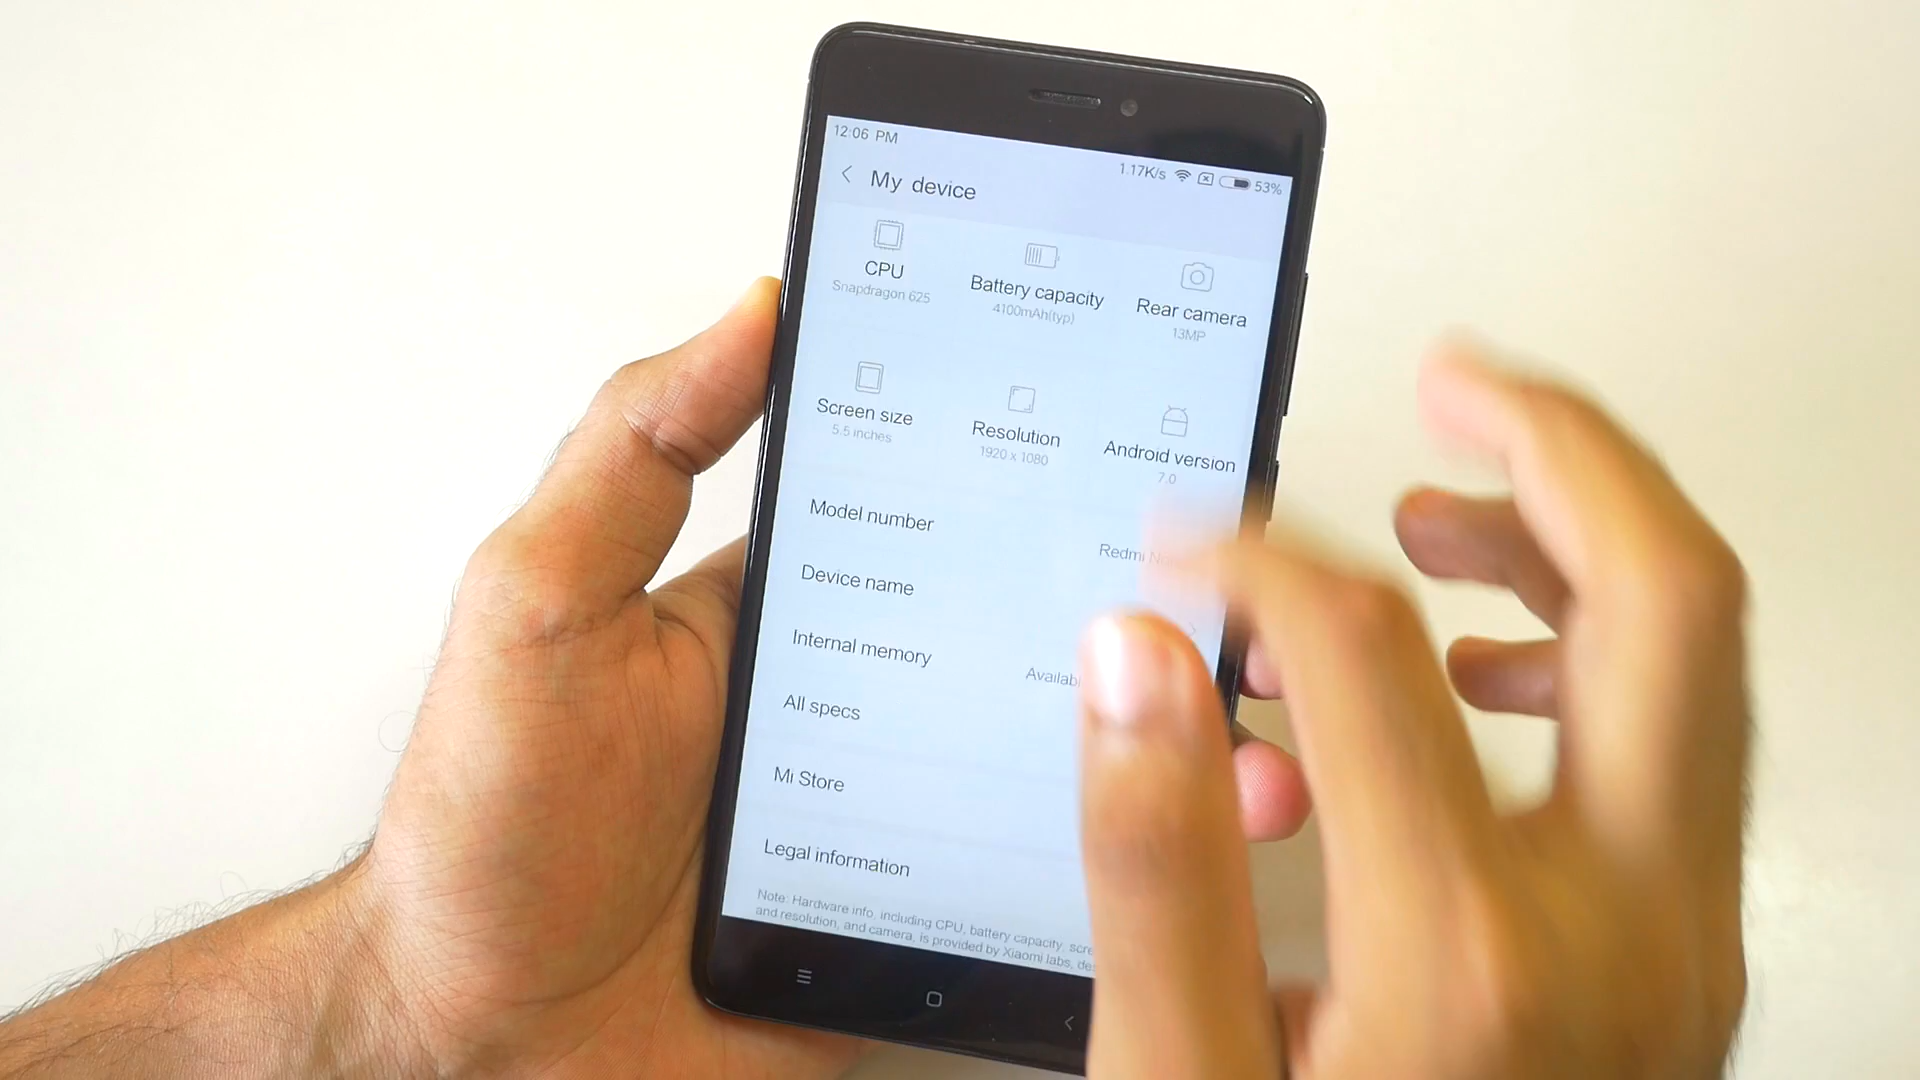 12:06 PM
1.17K/s 53%
My device
CPU
Snapdragon 625
Battery capacity
4100mAh(typ)
Rear camera
13MP
Screen size
5.5 inches
Resolution
1920 x 1080
Android version
7.0
Model number
Redmi
Device name
Internal memory
All specs
Mi Store
Legal information
Note: Hardware info, including CPU, battery capacity,
and resolution, and camera, is provided by Xiaomi labs,